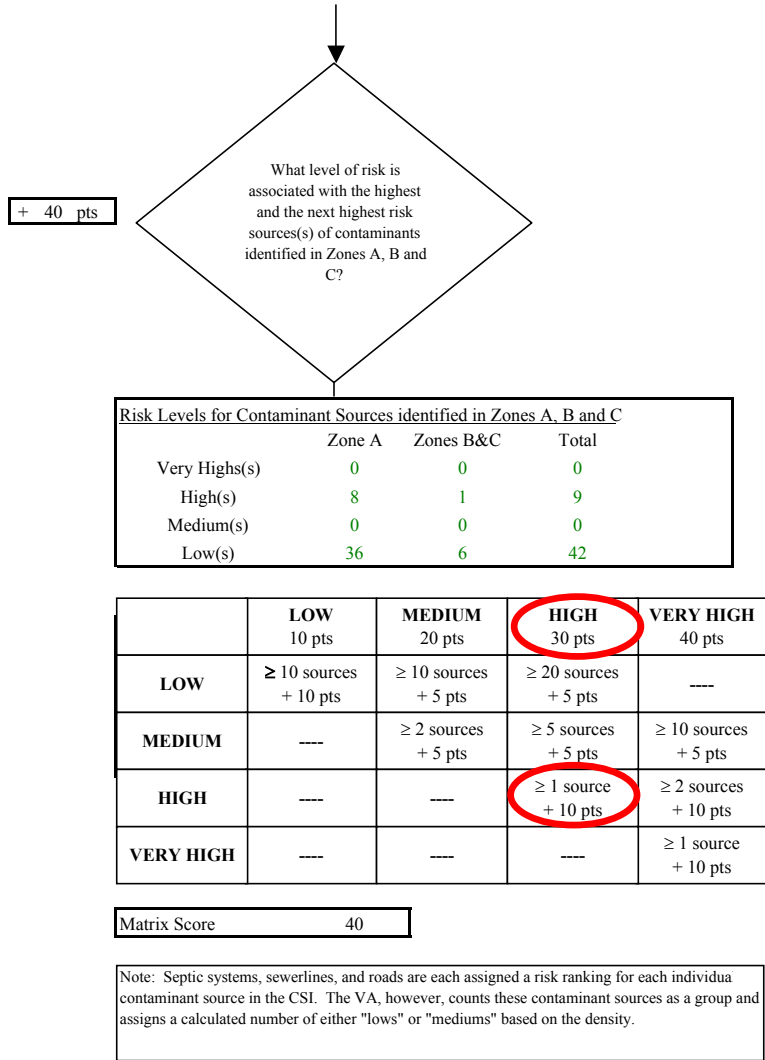 What level of risk is
associated with the highest
+ 40 pts
and the next highest risk
sources(s) of contaminants
identified in Zones A, B and
C?
Risk Levels for Contaminant Sources identified in Zones A, B and C
Zone A Zones B&C Total
Very Highs(s) 0 0 0
High(s) 8 1 9
Medium(s) 0 0 0
Low(s) 36 6 42
LOW MEDIUM HIGH VERY HIGH
10 pts 20 pts 30 pts 40 pts
LOW ≥ 10 sources ≥ 10 sources ≥ 20 sources ----
+ 10 pts + 5 pts + 5 pts
MEDIUM ---- ≥ 2 sources ≥ 5 sources ≥ 10 sources
+ 5 pts + 5 pts + 5 pts
HIGH ---- ---- ≥ 1 source ≥ 2 sources
+ 10 pts + 10 pts
VERY HIGH ---- ---- ---- ≥ 1 source
+ 10 pts
Matrix Score 40
Note: Septic systems, sewerlines, and roads are each assigned a risk ranking for each individua
contaminant source in the CSI. The VA, however, counts these contaminant sources as a group and
assigns a calculated number of either "lows" or "mediums" based on the density.